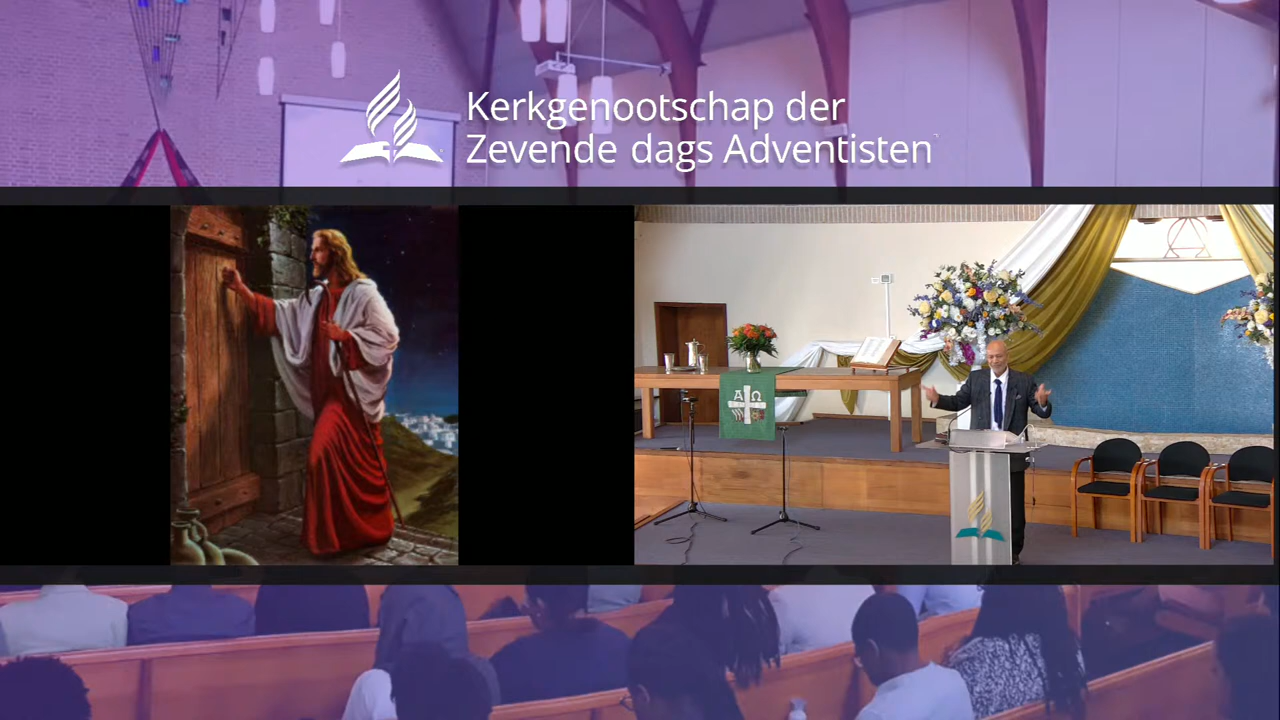 Kerkgenootschap der
Zevende dags Adventisten
Α Ω